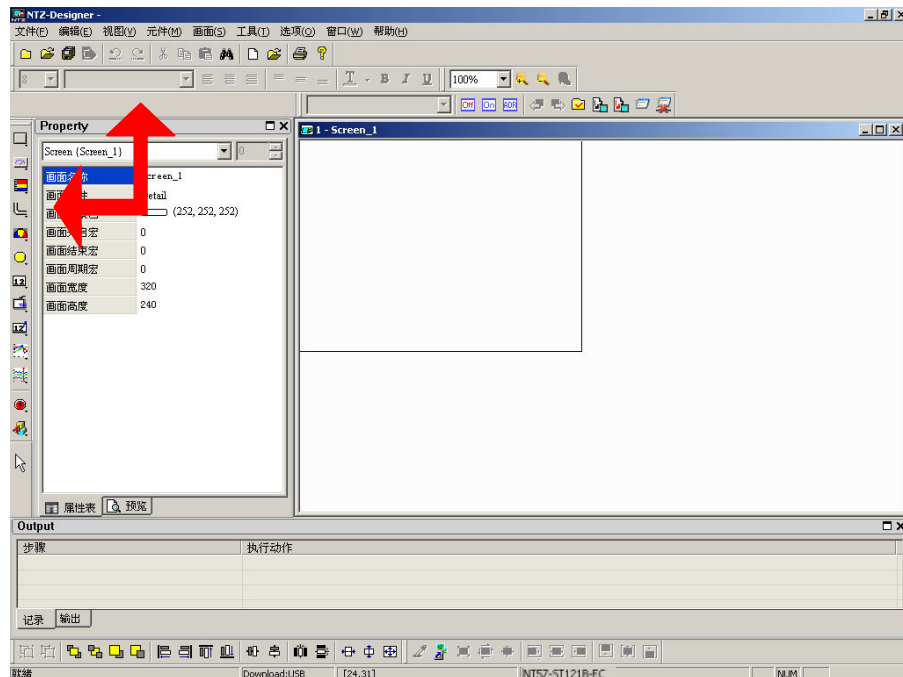 NTZ-Designer -
文件(F) 编辑(E) 视图(V) 元件(M) 画面(S) 工具(T) 选项(O) 窗口(W) 帮助(H)
8
100%
Off On ADR
Property
1 - Screen_1
Screen {Screen_1}
0
画面名称
Screen_1
Detail
(252, 252, 252)
0
画面结束宏 0
画面周期宏 0
画面宽度 320
画面高度 240
属性表 预览
Output
步骤 执行动作
记录 输出
就绪 Download:USB [24,31] NT5Z-ST121B-EC NUM